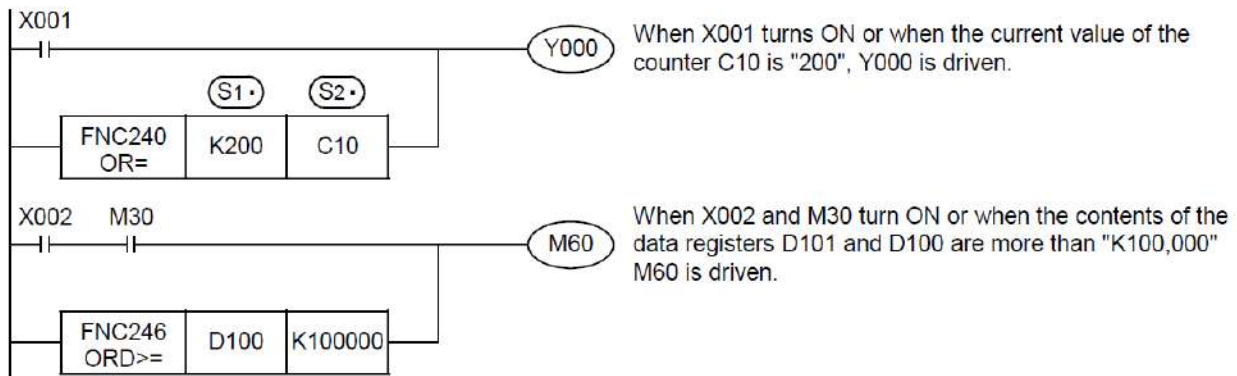 X001
Y000
When X001 turns ON or when the current value of the
counter C10 is "200", Y000 is driven.
S1· S2·
FNC240
OR=
K200
C10
X002 M30
M60
When X002 and M30 turn ON or when the contents of the
data registers D101 and D100 are more than "K100,000"
M60 is driven.
FNC246
ORD>=
D100
K100000